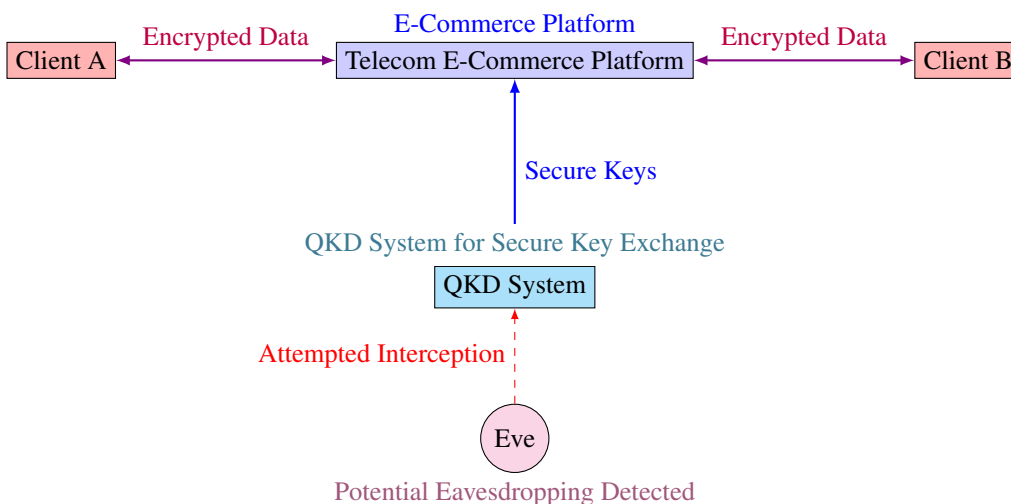 E-Commerce Platform
Encrypted Data
Encrypted Data
Client A
Telecom E-Commerce Platform
Client B
Secure Keys
QKD System for Secure Key Exchange
QKD System
Attempted Interception
Eve
Potential Eavesdropping Detected